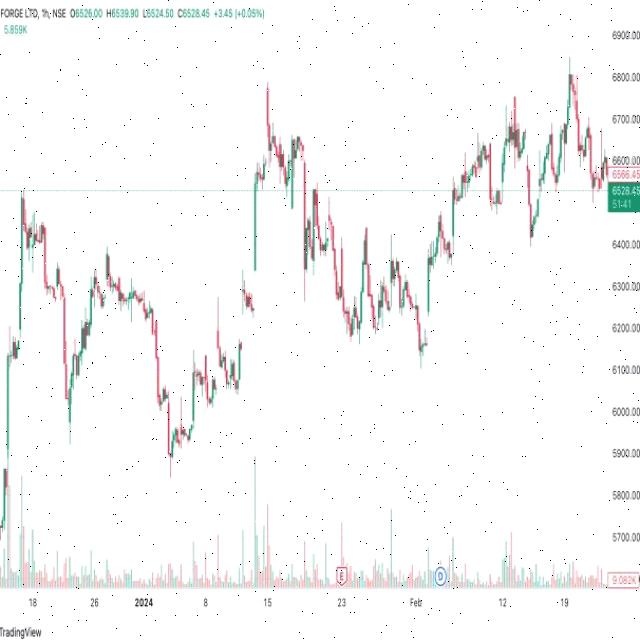 FORGE LTD, 1h, NSE O6526.00 H6539.90 L6524.50 C6528.45 +3.45 (+0.05%)
5.859K
6900.00
6800.00
6700.00
6600.00
6566.45
6528.45
51:41
6400.00
6300.00
6200.00
6100.00
6000.00
5900.00
5800.00
5700.00
E
D
9.082K
18 26 2024 8 15 23 Feb 12 19
TradingView